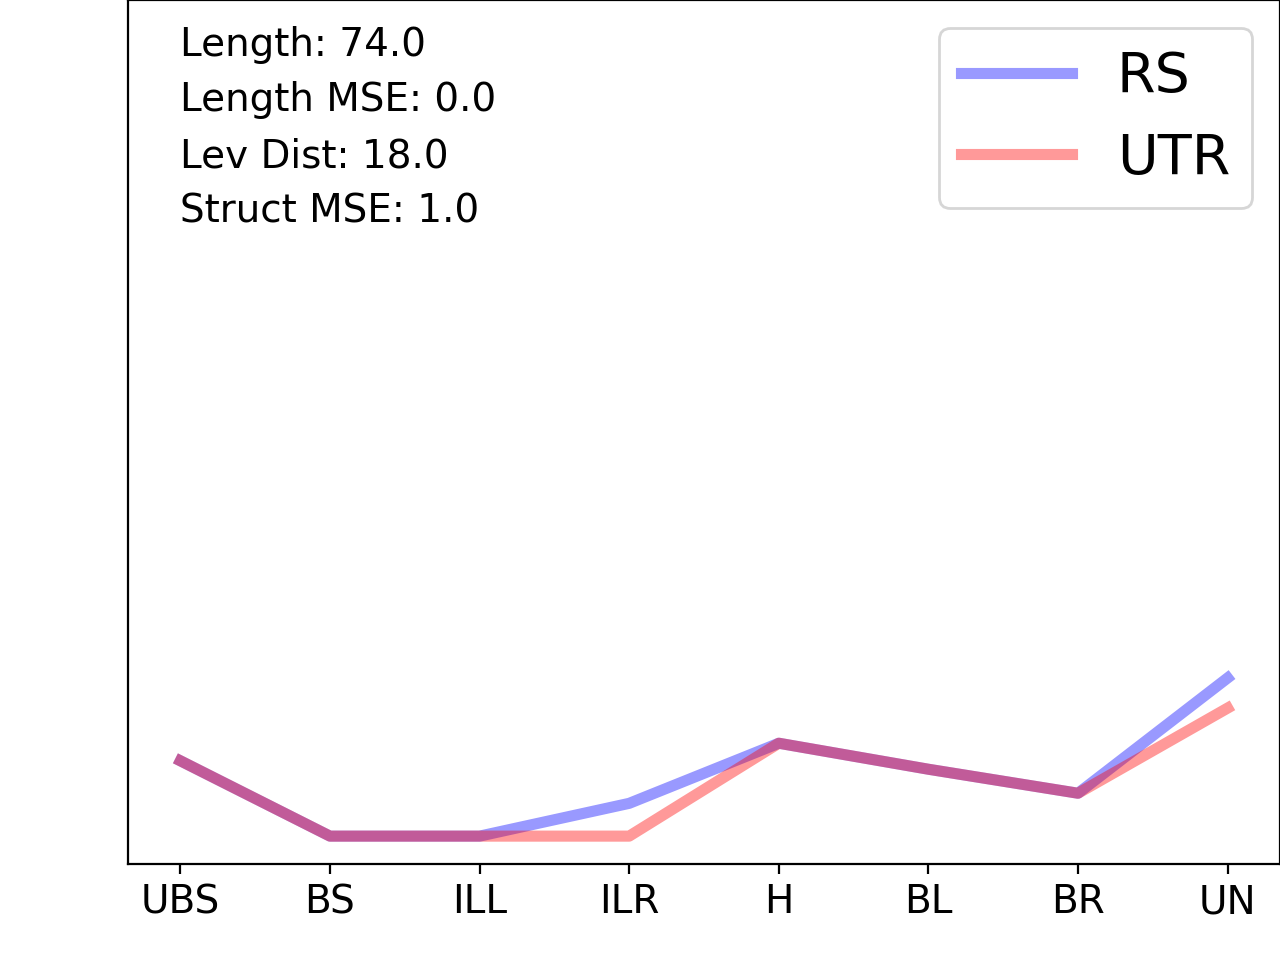 Length: 74.0
Length MSE: 0.0
Lev Dist: 18.0
Struct MSE: 1.0
RS
UTR
UBS BS ILL ILR H BL BR UN